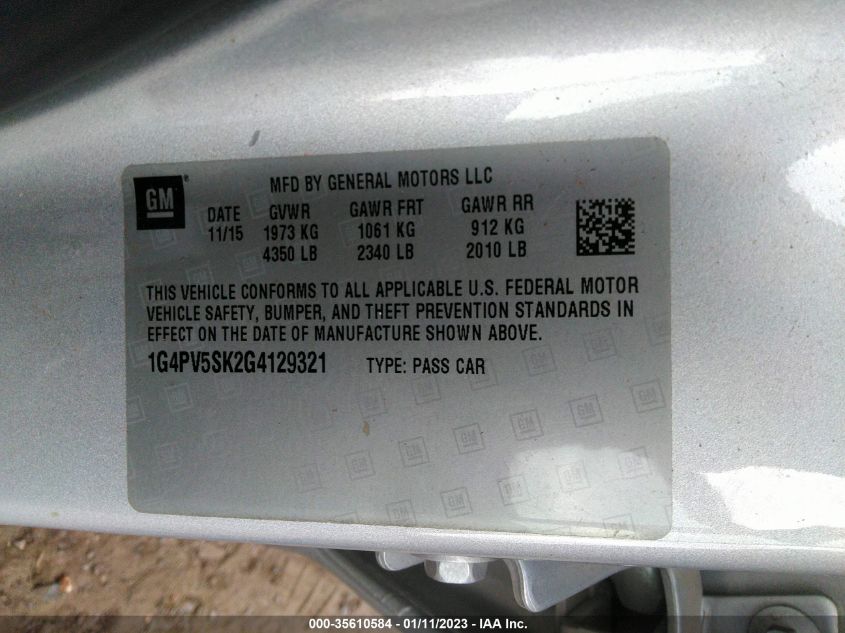 GM ®
MFD BY GENERAL MOTORS LLC
DATE GVWR GAWR FRT GAWR RR
11/15 1973 KG 1061 KG 912 KG
4350 LB 2340 LB 2010 LB
THIS VEHICLE CONFORMS TO ALL APPLICABLE U.S. FEDERAL MOTOR
VEHICLE SAFETY, BUMPER, AND THEFT PREVENTION STANDARDS IN
EFFECT ON THE DATE OF MANUFACTURE SHOWN ABOVE.
1G4PV5SK2G4129321 TYPE: PASS CAR
000-35610584 - 01/11/2023 - IAA Inc.